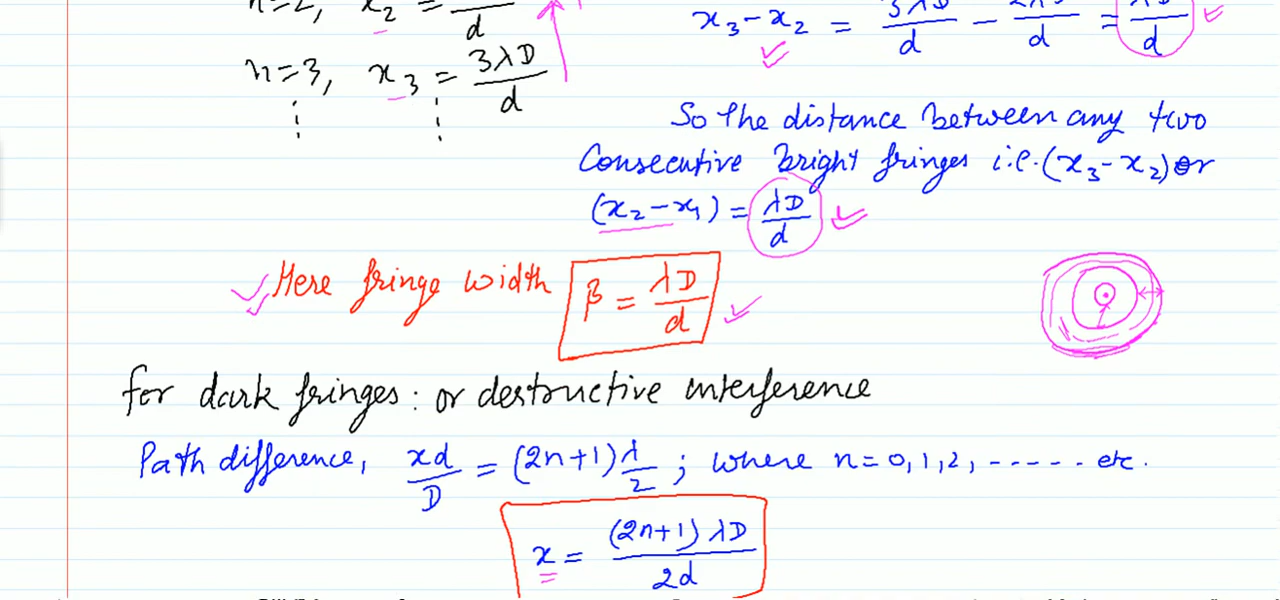 n=2, x₂ = /d
x₃-x₂ = 3λD/d - 2λD/d = λD/d
n=3, x₃ = 3λD/d
So the distance between any two
Consecutive bright fringes i.e. (x₃-x₂) or
(x₂-x₁) = λD/d
Here fringe width β = λD/d
for dark fringes: or destructive interference
Path difference, xd/D = (2n+1)λ/2 ; where n=0,1,2, ------ etc.
x = (2n+1) λD/2d